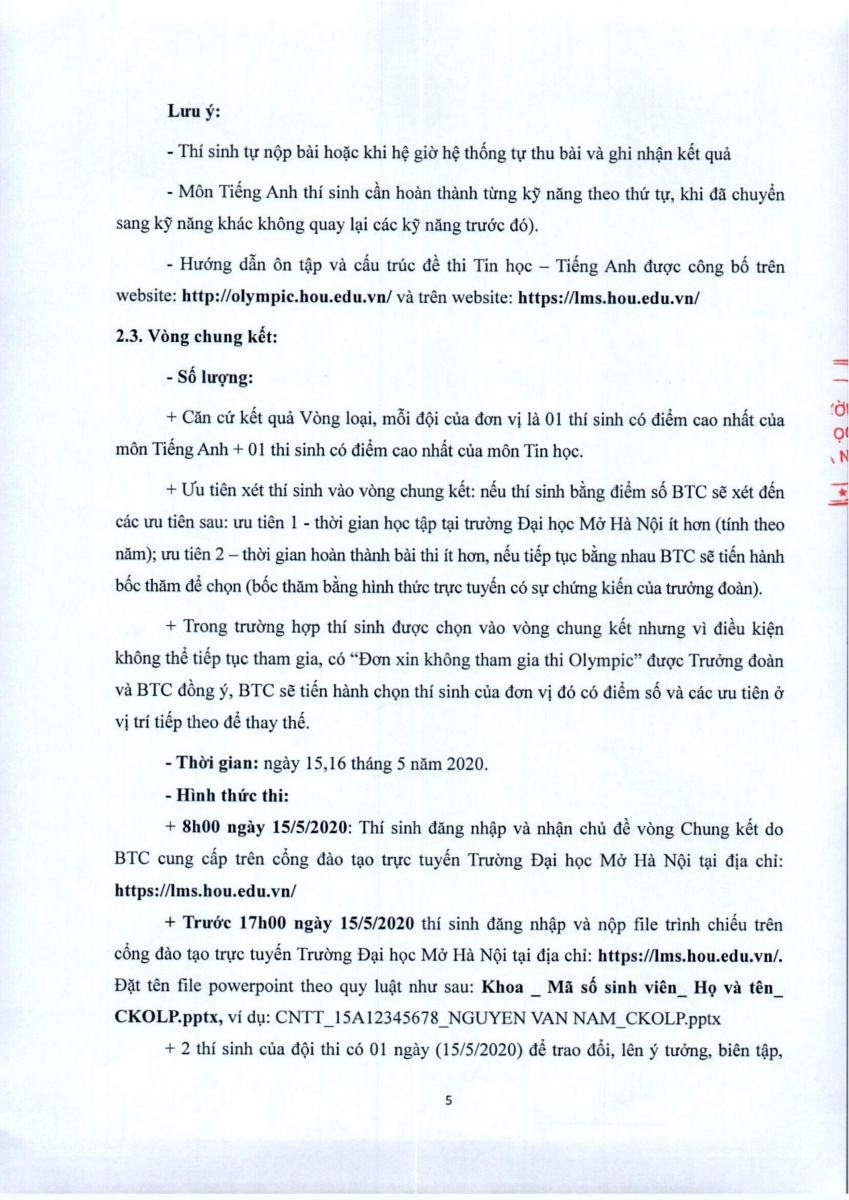 Lưu ý:
- Thí sinh tự nộp bài hoặc khi hệ giờ hệ thống tự thu bài và ghi nhận kết quả
- Môn Tiếng Anh thí sinh cần hoàn thành từng kỹ năng theo thứ tự, khi đã chuyển
sang kỹ năng khác không quay lại các kỹ năng trước đó).
- Hướng dẫn ôn tập và cấu trúc đề thi Tin học – Tiếng Anh được công bố trên
website: http://olympic.hou.edu.vn/ và trên website: https://lms.hou.edu.vn/
2.3. Vòng chung kết:
- Số lượng:
+ Căn cứ kết quả Vòng loại, mỗi đội của đơn vị là 01 thí sinh có điểm cao nhất của
môn Tiếng Anh + 01 thi sinh có điểm cao nhất của môn Tin học.
+ Ưu tiên xét thí sinh vào vòng chung kết: nếu thí sinh bằng điểm số BTC sẽ xét đến
các ưu tiên sau: ưu tiên 1 - thời gian học tập tại trường Đại học Mở Hà Nội ít hơn (tính theo
năm); ưu tiên 2 – thời gian hoàn thành bài thi ít hơn, nếu tiếp tục bằng nhau BTC sẽ tiến hành
bốc thăm để chọn (bốc thăm bằng hình thức trực tuyến có sự chứng kiến của trưởng đoàn).
+ Trong trường hợp thí sinh được chọn vào vòng chung kết nhưng vì điều kiện
không thể tiếp tục tham gia, có “Đơn xin không tham gia thi Olympic” được Trưởng đoàn
và BTC đồng ý, BTC sẽ tiến hành chọn thí sinh của đơn vị đó có điểm số và các ưu tiên ở
vị trí tiếp theo để thay thế.
- Thời gian: ngày 15,16 tháng 5 năm 2020.
- Hình thức thi:
+ 8h00 ngày 15/5/2020: Thí sinh đăng nhập và nhận chủ đề vòng Chung kết do
BTC cung cấp trên cổng đào tạo trực tuyến Trường Đại học Mở Hà Nội tại địa chỉ:
https://lms.hou.edu.vn/
+ Trước 17h00 ngày 15/5/2020 thí sinh đăng nhập và nộp file trình chiếu trên
cổng đào tạo trực tuyến Trường Đại học Mở Hà Nội tại địa chỉ: https://lms.hou.edu.vn/.
Đặt tên file powerpoint theo quy luật như sau: Khoa _ Mã số sinh viên_ Họ và tên_
CKOLP.pptx, ví dụ: CNTT_15A12345678_NGUYEN VAN NAM_CKOLP.pptx
+ 2 thí sinh của đội thi có 01 ngày (15/5/2020) để trao đổi, lên ý tưởng, biên tập,
5